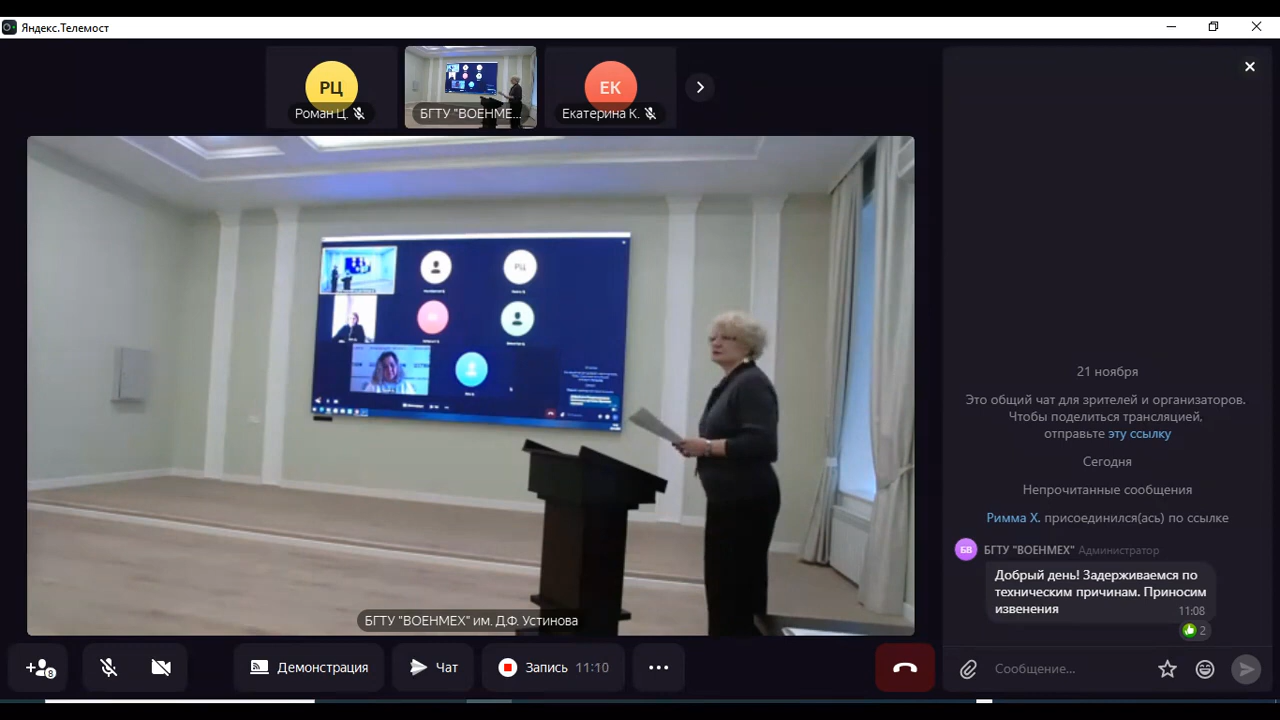 Яндекс.Телемост
РЦ
Роман Ц.
БГТУ "ВОЕНМЕ...
ЕК
Екатерина К.
РЦ
БГТУ "ВОЕНМЕХ" им. Д.Ф. Устинова
21 ноября
Это общий чат для зрителей и организаторов.
Чтобы поделиться трансляцией,
отправьте эту ссылку
Сегодня
Непрочитанные сообщения
Римма Х. присоединился(ась) по ссылке
БВ
БГТУ "ВОЕНМЕХ" Администратор
Добрый день! Задерживаемся по
техническим причинам. Приносим
извенения
11:08
2
8
Демонстрация
Чат
Запись 11:10
Сообщение...